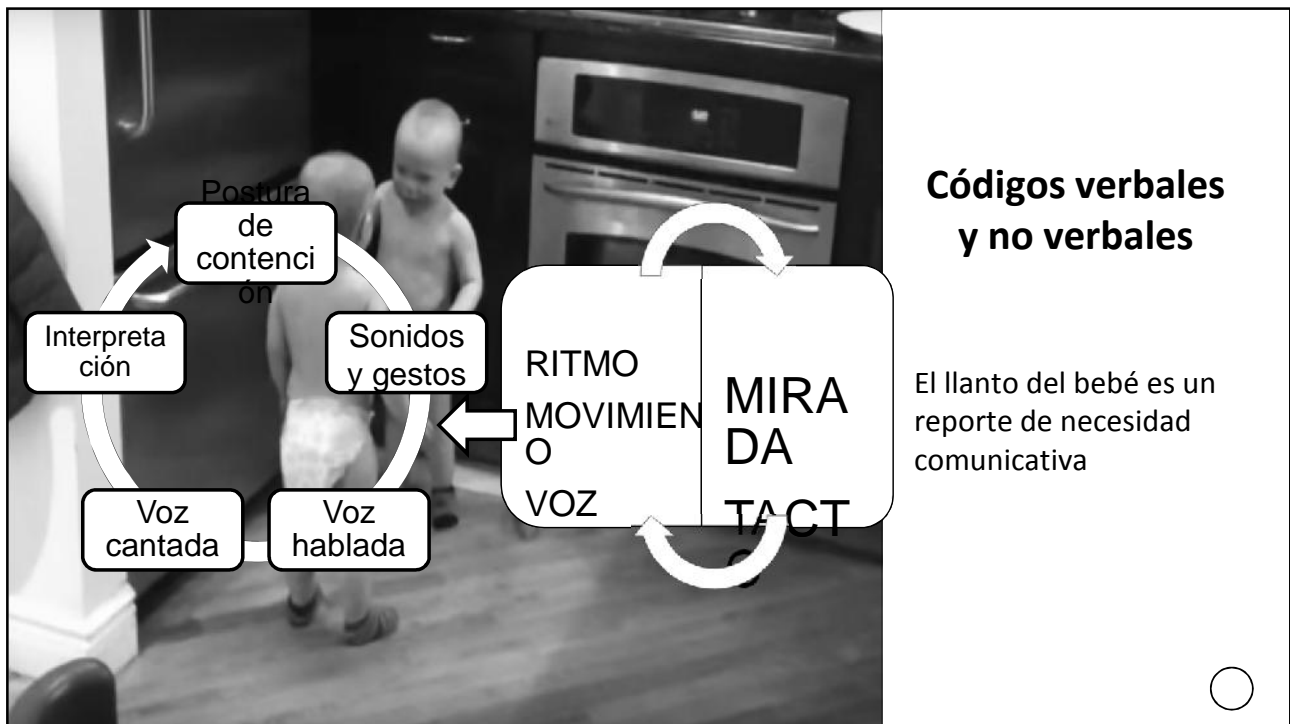 Postura
de
contenci
ón
Interpreta
ción
Sonidos
y gestos
Voz
cantada
Voz
hablada
RITMO
MOVIMIEN
O
VOZ
MIRA
DA
TACT
O
Códigos verbales
y no verbales
El llanto del bebé es un
reporte de necesidad
comunicativa